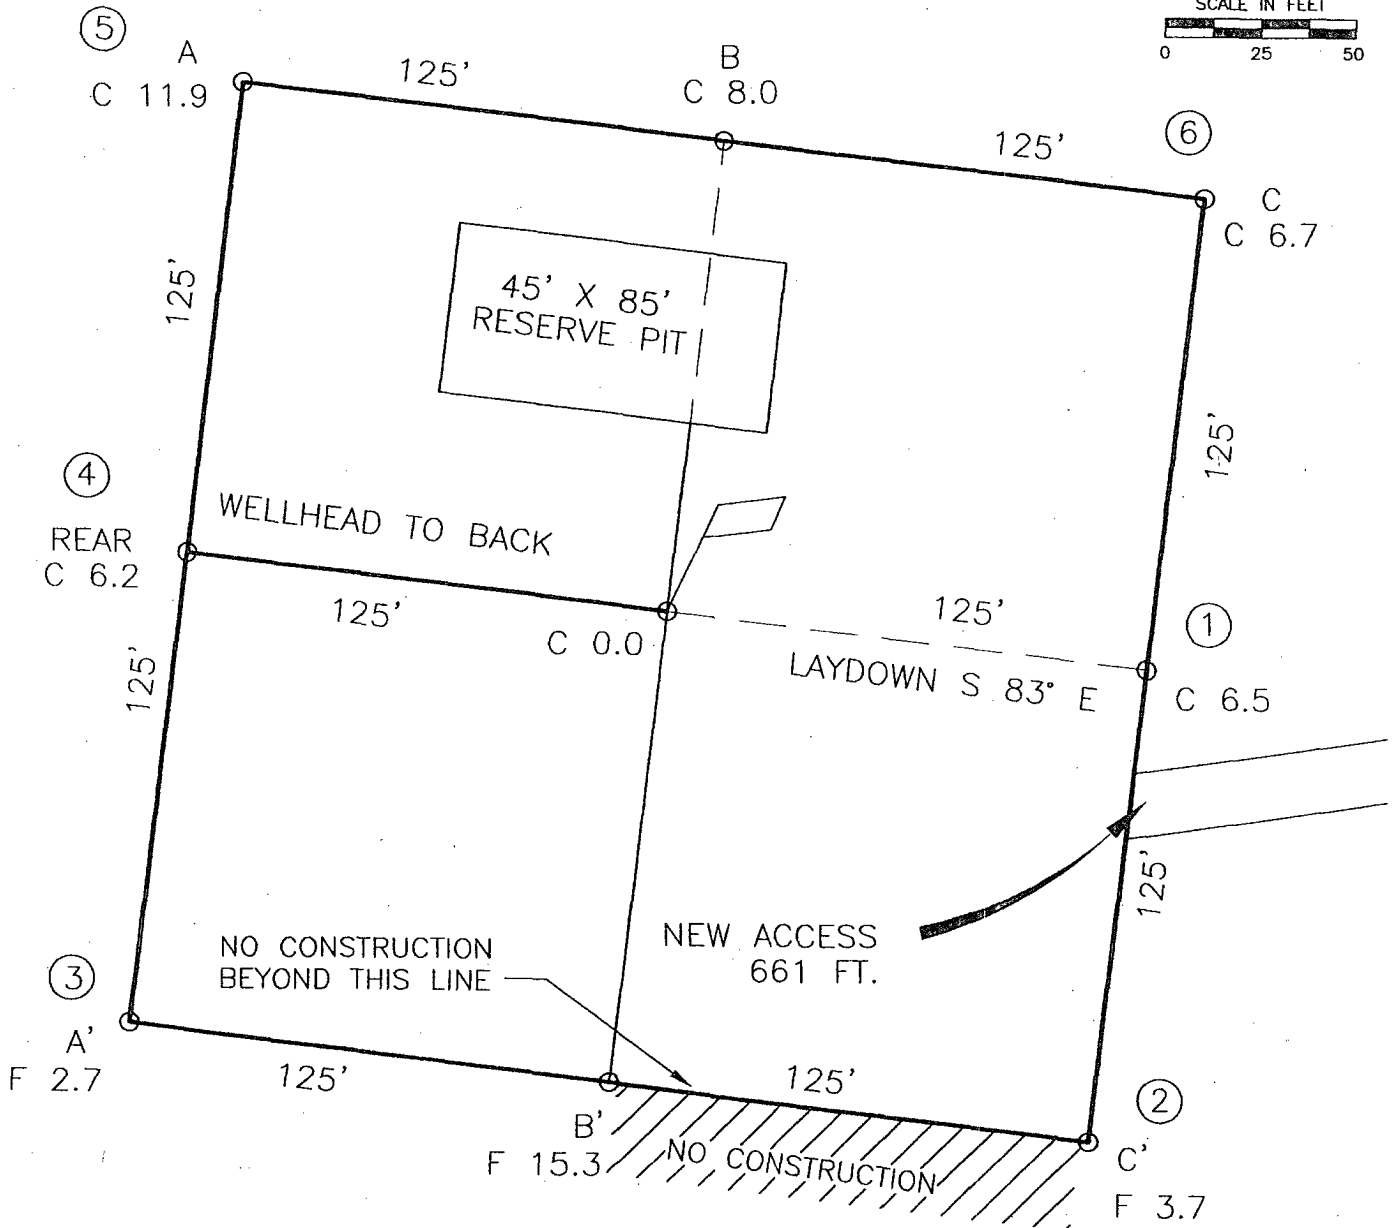 SCALE IN FEET
0 25 50
5
A
C 11.9
125'
B
C 8.0
125'
6
C
C 6.7
125'
45' X 85'
RESERVE PIT
125'
4
REAR
C 6.2
WELLHEAD TO BACK
125'
C 0.0
125'
LAYDOWN S 83° E
1
C 6.5
125'
125'
NEW ACCESS
661 FT.
NO CONSTRUCTION
BEYOND THIS LINE
3
A'
F 2.7
125'
B'
F 15.3
125'
NO CONSTRUCTION
2
C'
F 3.7